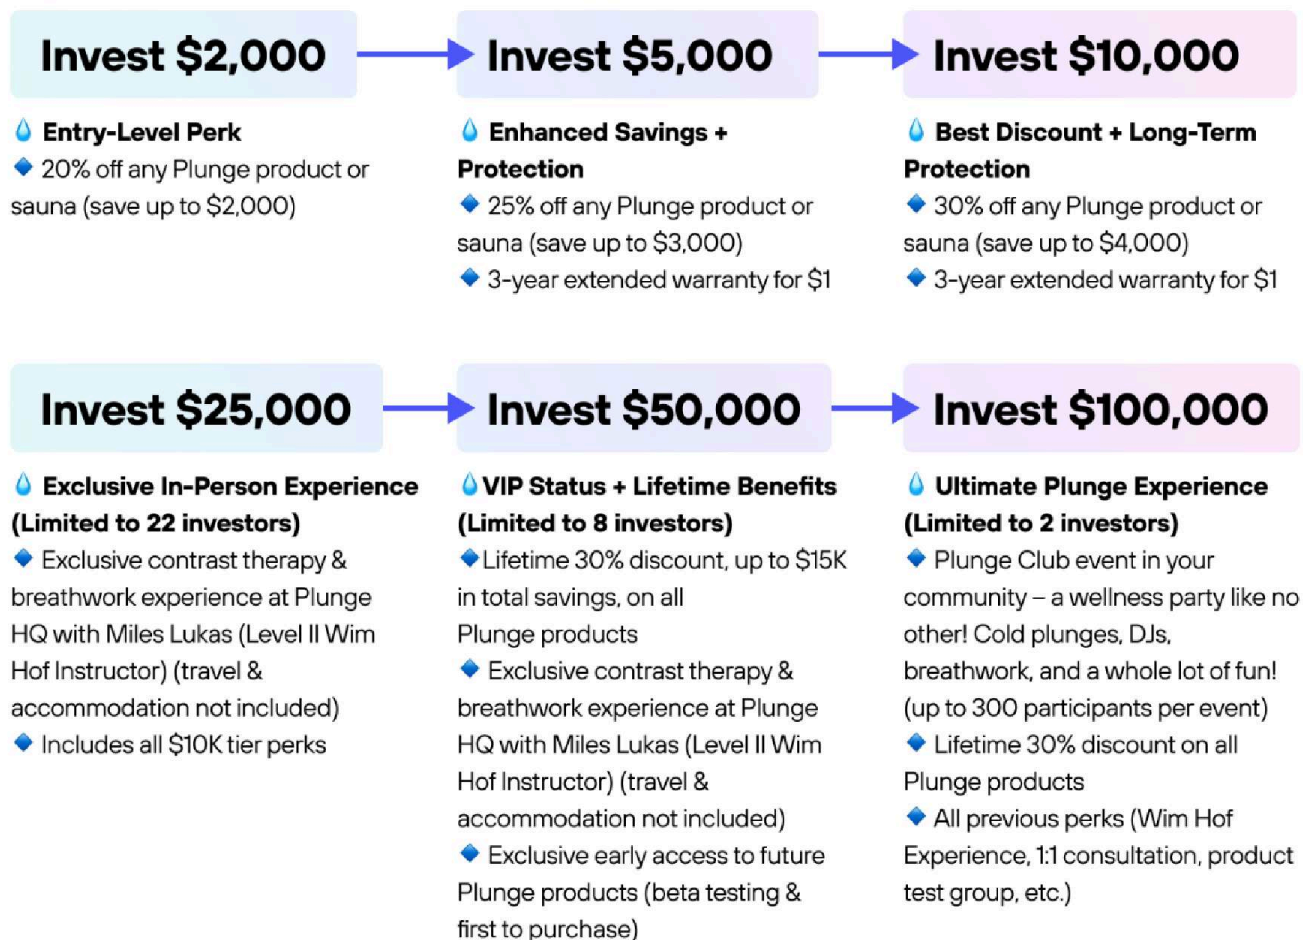 Invest $2,000
💧 Entry-Level Perk
🔹 20% off any Plunge product or
sauna (save up to $2,000)
Invest $5,000
💧 Enhanced Savings +
Protection
🔹 25% off any Plunge product or
sauna (save up to $3,000)
🔹 3-year extended warranty for $1
Invest $10,000
💧 Best Discount + Long-Term
Protection
🔹 30% off any Plunge product or
sauna (save up to $4,000)
🔹 3-year extended warranty for $1
Invest $25,000
💧 Exclusive In-Person Experience
(Limited to 22 investors)
🔹 Exclusive contrast therapy &
breathwork experience at Plunge
HQ with Miles Lukas (Level II Wim
Hof Instructor) (travel &
accommodation not included)
🔹 Includes all $10K tier perks
Invest $50,000
💧VIP Status + Lifetime Benefits
(Limited to 8 investors)
🔹Lifetime 30% discount, up to $15K
in total savings, on all
Plunge products
🔹 Exclusive contrast therapy &
breathwork experience at Plunge
HQ with Miles Lukas (Level II Wim
Hof Instructor) (travel &
accommodation not included)
🔹 Exclusive early access to future
Plunge products (beta testing &
first to purchase)
Invest $100,000
💧 Ultimate Plunge Experience
(Limited to 2 investors)
🔹 Plunge Club event in your
community – a wellness party like no
other! Cold plunges, DJs,
breathwork, and a whole lot of fun!
(up to 300 participants per event)
🔹 Lifetime 30% discount on all
Plunge products
🔹 All previous perks (Wim Hof
Experience, 1:1 consultation, product
test group, etc.)